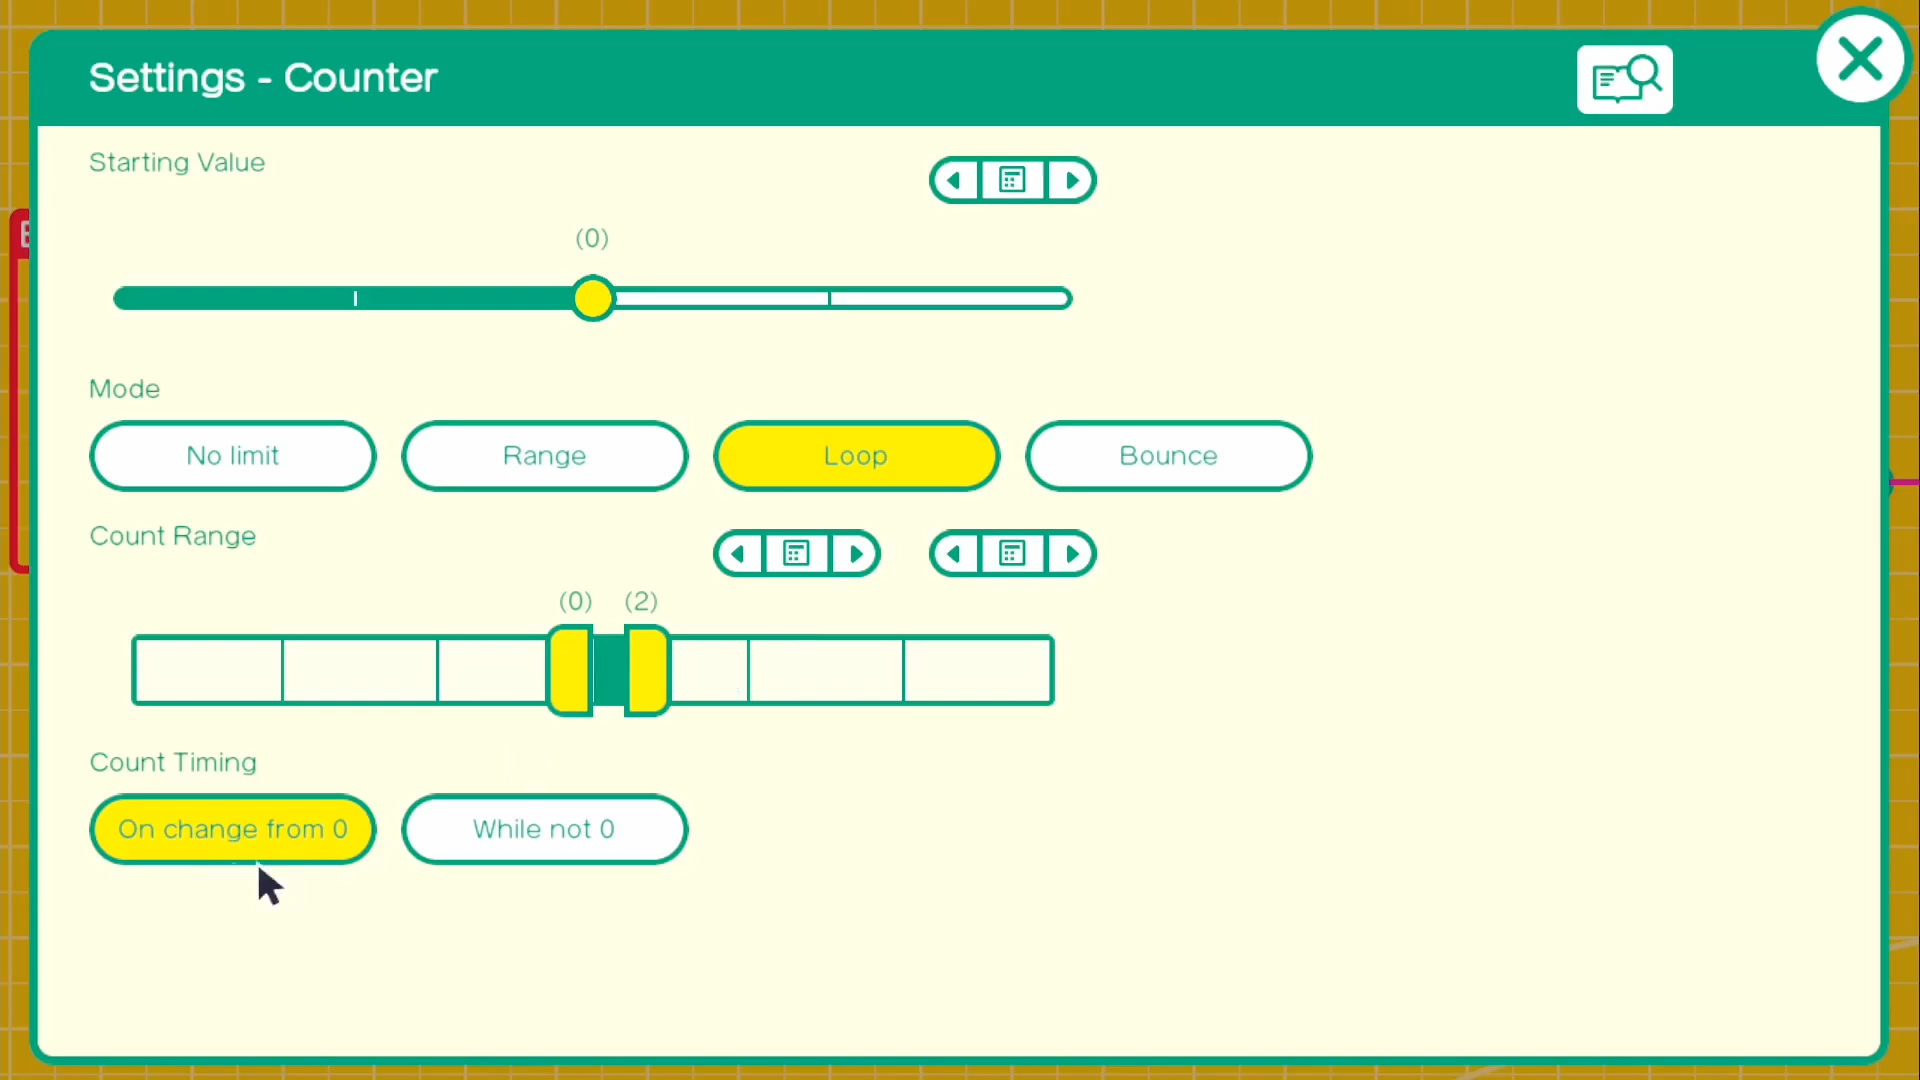 Settings - Counter
Starting Value
(0)
Mode
No limit
Range
Loop
Bounce
Count Range
(0)
(2)
Count Timing
On change from 0
While not 0